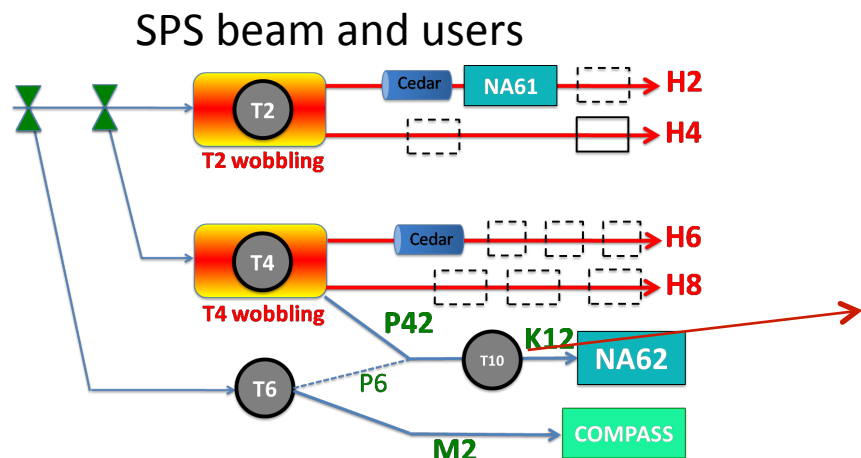 SPS beam and users
T2
T2 wobbling
Cedar
NA61
H2
H4
T4
T4 wobbling
Cedar
H6
H8
P42
T10
K12
NA62
T6
P6
M2
COMPASS